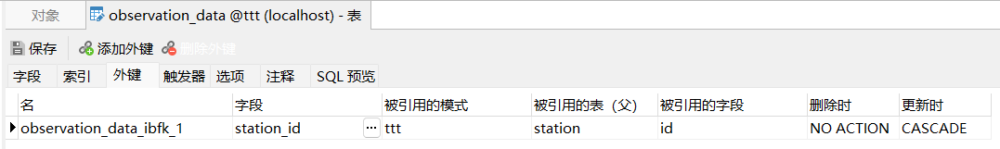 对象 observation_data @ttt (localhost) - 表
保存 添加外键 删除外键
字段 索引 外键 触发器 选项 注释 SQL 预览
名 字段 被引用的模式 被引用的表（父） 被引用的字段 删除时 更新时
observation_data_ibfk_1 station_id ... ttt station id NO ACTION CASCADE